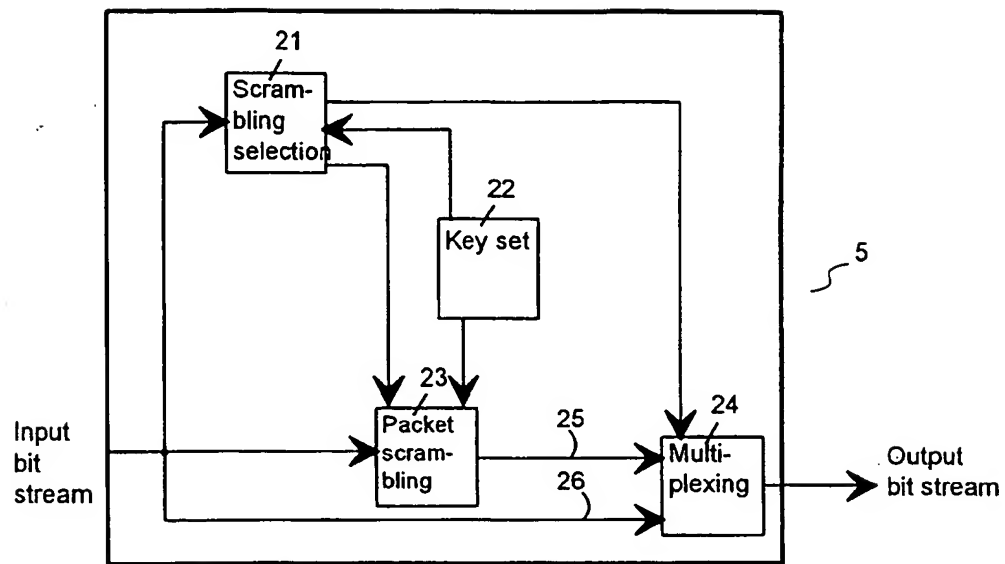 21
Scram-
bling
selection
22
Key set
5
23
Packet
scram-
bling
24
Multi-
plexing
25
26
Input
bit
stream
Output
bit stream